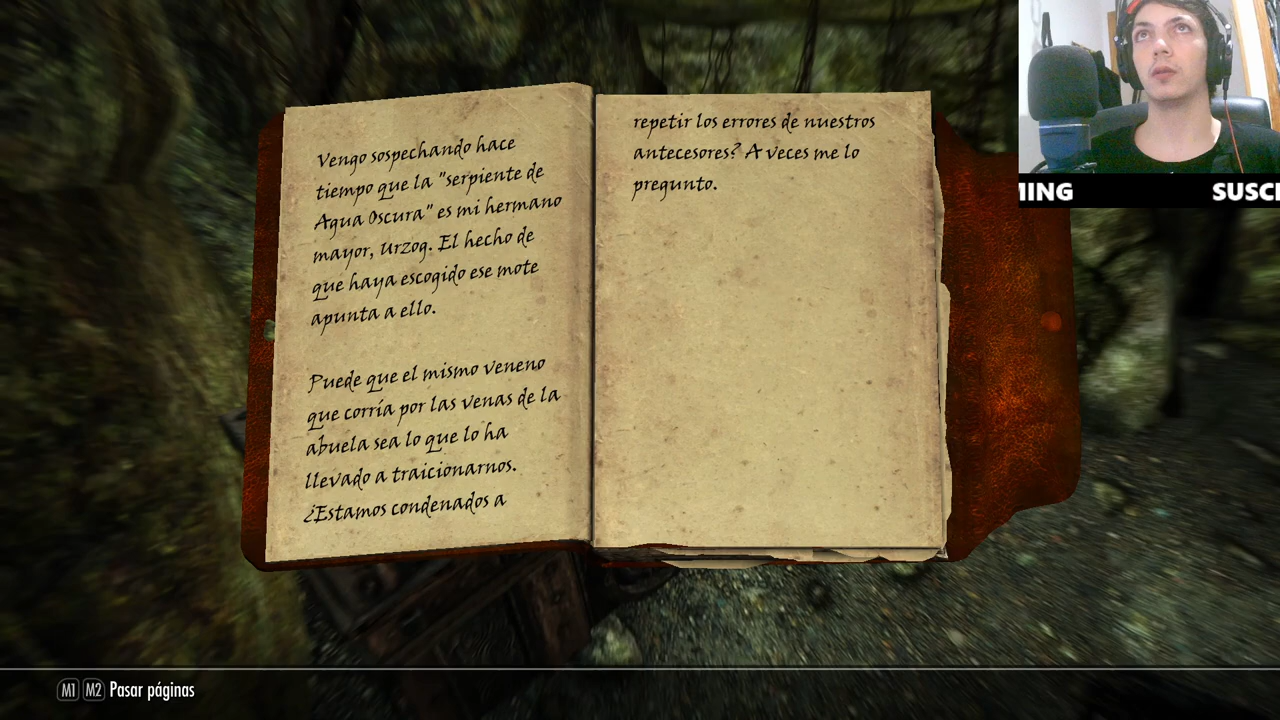 Vengo sospechando hace
tiempo que la "serpiente de
Agua Oscura" es mi hermano
mayor, Urzog. El hecho de
que haya escogido ese mote
apunta a ello.
Puede que el mismo veneno
que corría por las venas de la
abuela sea lo que lo ha
llevado a traicionarnos.
¿Estamos condenados a
repetir los errores de nuestros
antecesores? A veces me lo
pregunto.
MING SUSCI
M1 M2 Pasar páginas